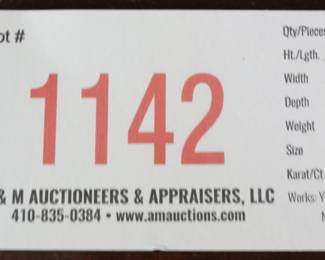 ot #
1142
& M AUCTIONEERS & APPRAISERS, LLC
410-835-0384 • www.amauctions.com
Qty/Pieces
Ht./Lgth.
Width
Depth
Weight
Size
Karat/Ct
Works: Y